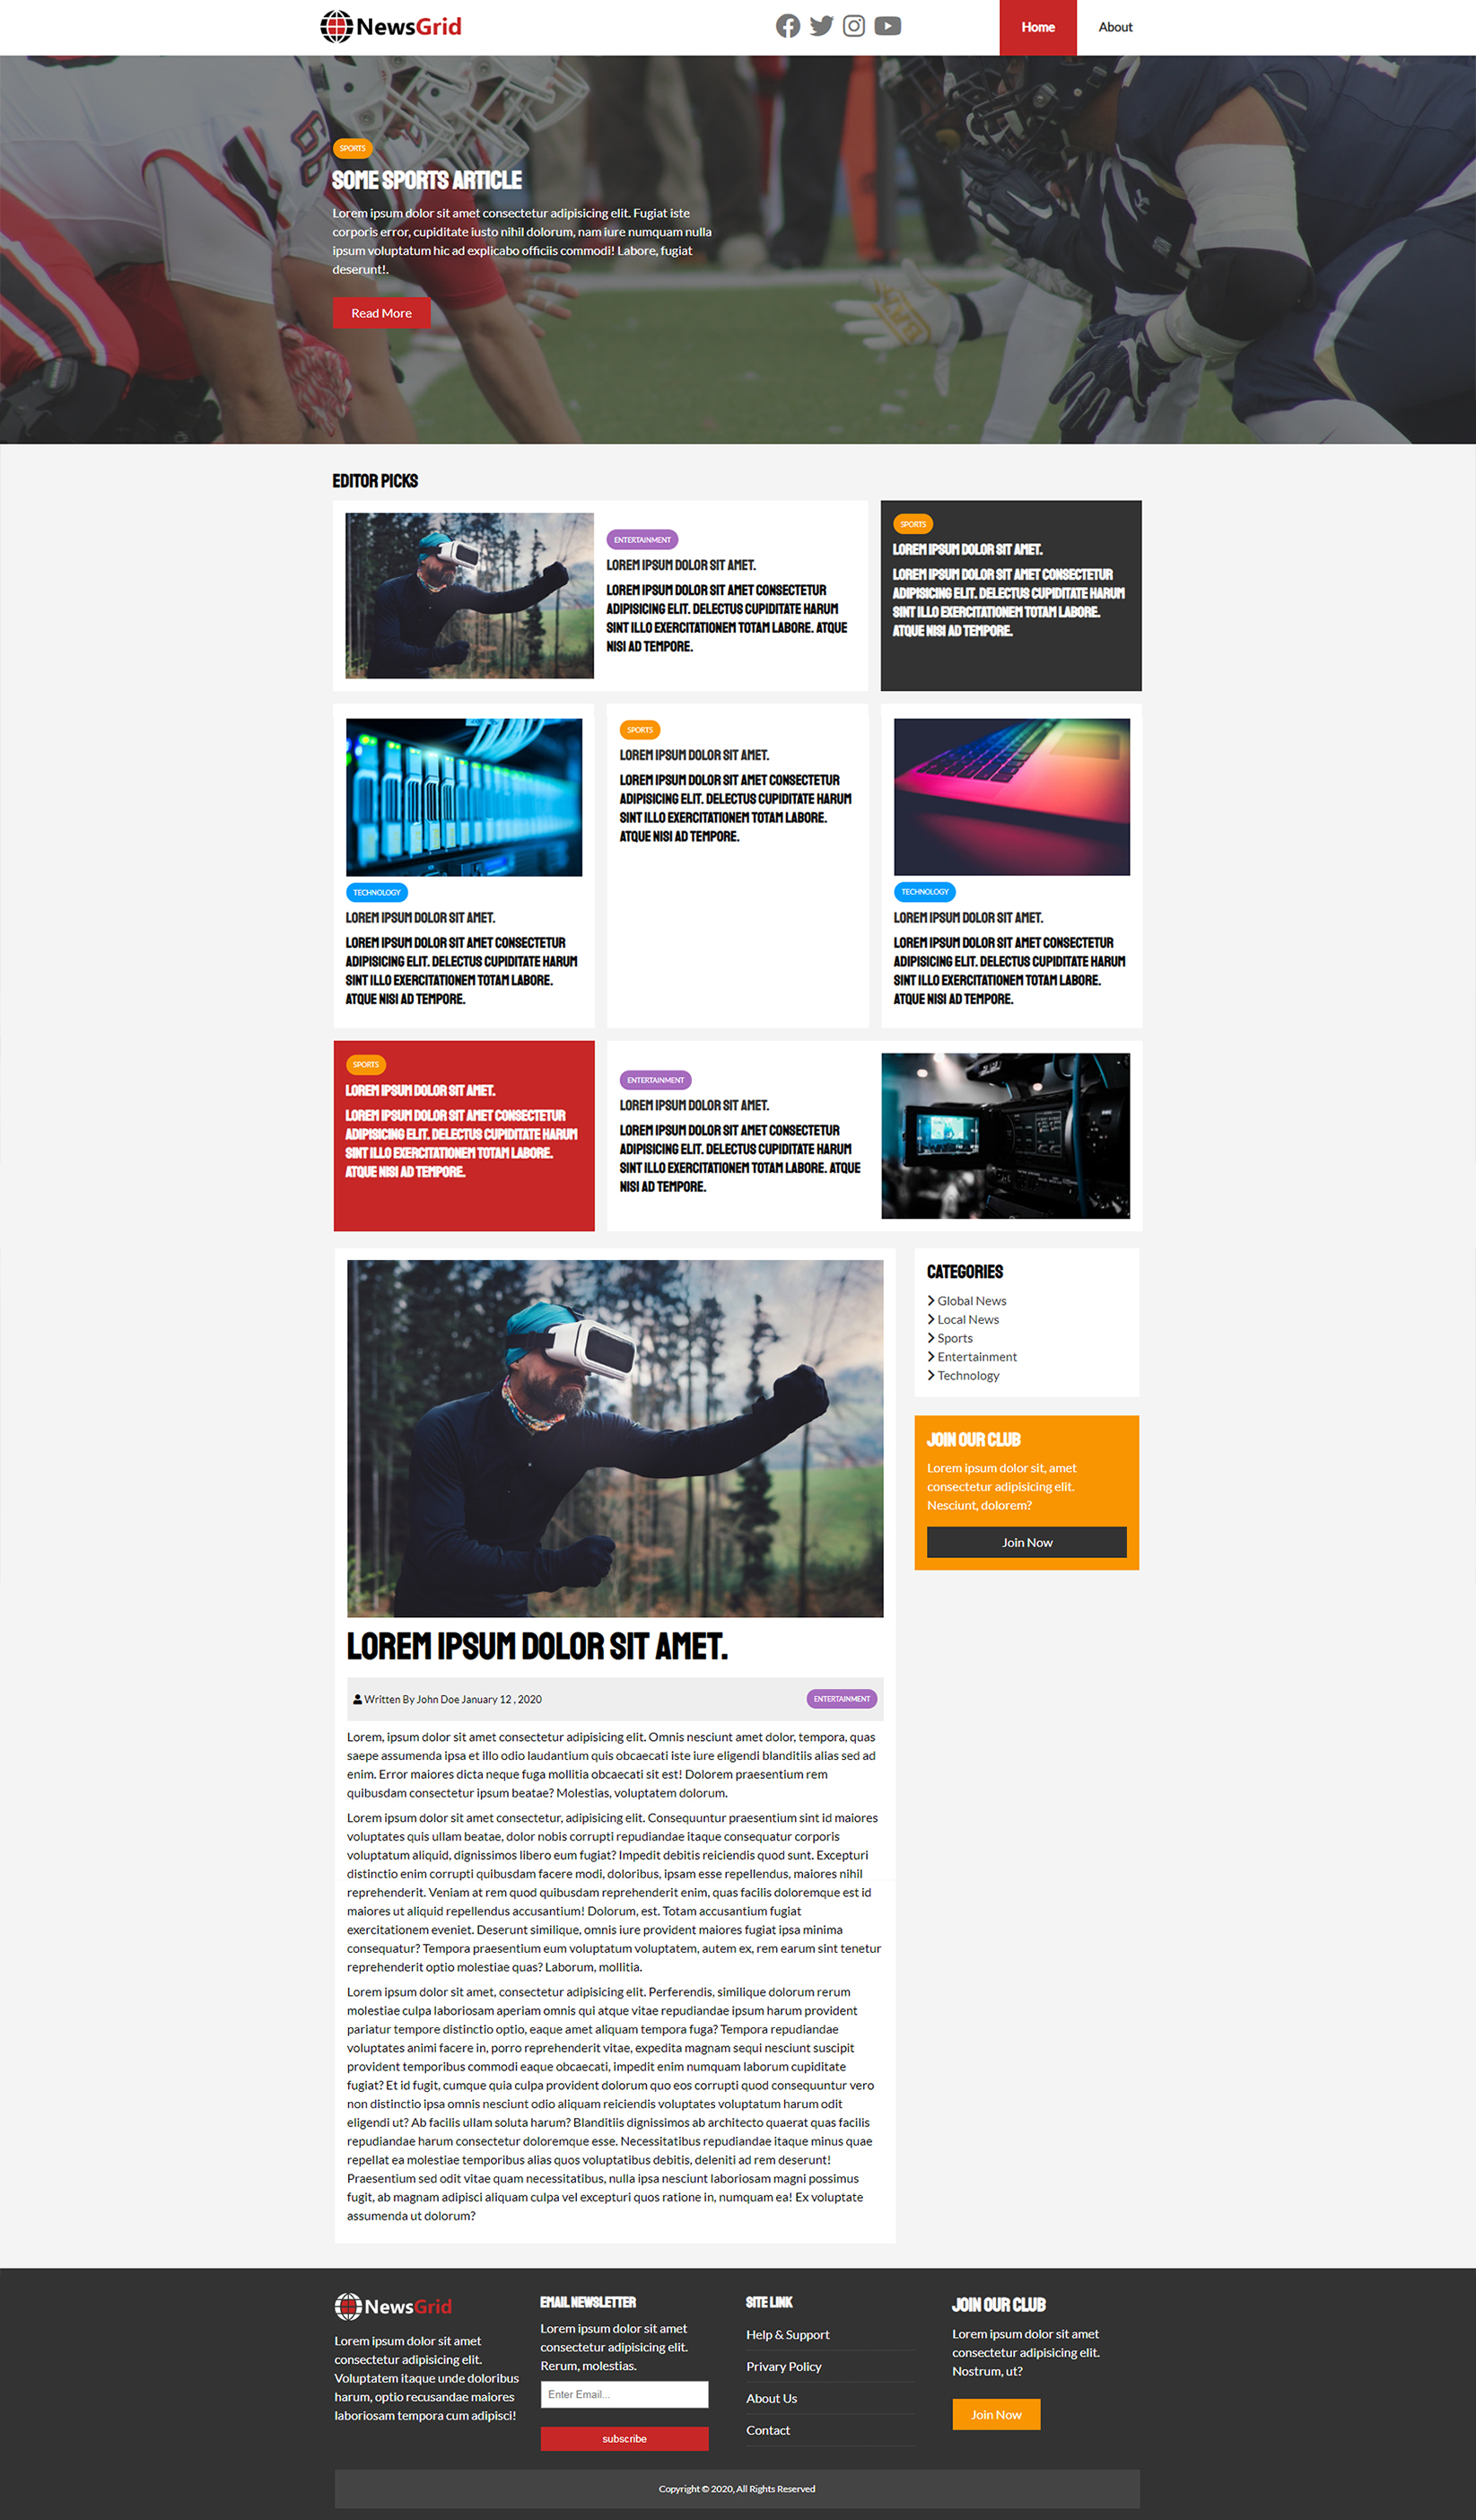 NewsGrid
Home
About
SPORTS
SOME SPORTS ARTICLE
Lorem ipsum dolor sit amet consectetur adipisicing elit. Fugiat iste
corporis error, cupiditate iusto nihil dolorum, nam iure numquam nulla
ipsum voluptatum hic ad explicabo officiis commodi! Labore, fugiat
deserunt!.
Read More
EDITOR PICKS
ENTERTAINMENT
LOREM IPSUM DOLOR SIT AMET.
LOREM IPSUM DOLOR SIT AMET CONSECTETUR
ADIPISICING ELIT. DELECTUS CUPIDITATE HARUM
SINT ILLO EXERCITATIONEM TOTAM LABORE. ATQUE
NISI AD TEMPORE.
SPORTS
LOREM IPSUM DOLOR SIT AMET.
LOREM IPSUM DOLOR SIT AMET CONSECTETUR
ADIPISICING ELIT. DELECTUS CUPIDITATE HARUM
SINT ILLO EXERCITATIONEM TOTAM LABORE.
ATQUE NISI AD TEMPORE.
TECHNOLOGY
LOREM IPSUM DOLOR SIT AMET.
LOREM IPSUM DOLOR SIT AMET CONSECTETUR
ADIPISICING ELIT. DELECTUS CUPIDITATE HARUM
SINT ILLO EXERCITATIONEM TOTAM LABORE.
ATQUE NISI AD TEMPORE.
SPORTS
LOREM IPSUM DOLOR SIT AMET.
LOREM IPSUM DOLOR SIT AMET CONSECTETUR
ADIPISICING ELIT. DELECTUS CUPIDITATE HARUM
SINT ILLO EXERCITATIONEM TOTAM LABORE.
ATQUE NISI AD TEMPORE.
TECHNOLOGY
LOREM IPSUM DOLOR SIT AMET.
LOREM IPSUM DOLOR SIT AMET CONSECTETUR
ADIPISICING ELIT. DELECTUS CUPIDITATE HARUM
SINT ILLO EXERCITATIONEM TOTAM LABORE.
ATQUE NISI AD TEMPORE.
SPORTS
LOREM IPSUM DOLOR SIT AMET.
LOREM IPSUM DOLOR SIT AMET CONSECTETUR
ADIPISICING ELIT. DELECTUS CUPIDITATE HARUM
SINT ILLO EXERCITATIONEM TOTAM LABORE.
ATQUE NISI AD TEMPORE.
ENTERTAINMENT
LOREM IPSUM DOLOR SIT AMET.
LOREM IPSUM DOLOR SIT AMET CONSECTETUR
ADIPISICING ELIT. DELECTUS CUPIDITATE HARUM
SINT ILLO EXERCITATIONEM TOTAM LABORE. ATQUE
NISI AD TEMPORE.
LOREM IPSUM DOLOR SIT AMET.
Written By John Doe January 12 , 2020
ENTERTAINMENT
Lorem, ipsum dolor sit amet consectetur adipisicing elit. Omnis nesciunt amet dolor, tempora, quas
saepe assumenda ipsa et illo odio laudantium quis obcaecati iste iure eligendi blanditiis alias sed ad
enim. Error maiores dicta neque fuga mollitia obcaecati sit est! Dolorem praesentium rem
quibusdam consectetur ipsum beatae? Molestias, voluptatem dolorum.
Lorem ipsum dolor sit amet consectetur, adipisicing elit. Consequuntur praesentium sint id maiores
voluptates quis ullam beatae, dolor nobis corrupti repudiandae itaque consequatur corporis
voluptatum aliquid, dignissimos libero eum fugiat? Impedit debitis reiciendis quod sunt. Excepturi
distinctio enim corrupti quibusdam facere modi, doloribus, ipsam esse repellendus, maiores nihil
reprehenderit. Veniam at rem quod quibusdam reprehenderit enim, quas facilis doloremque est id
maiores ut aliquid repellendus accusantium! Dolorum, est. Totam accusantium fugiat
exercitationem eveniet. Deserunt similique, omnis iure provident maiores fugiat ipsa minima
consequatur? Tempora praesentium eum voluptatum voluptatem, autem ex, rem earum sint tenetur
reprehenderit optio molestiae quas? Laborum, mollitia.
Lorem ipsum dolor sit amet, consectetur adipisicing elit. Perferendis, similique dolorum rerum
molestiae culpa laboriosam aperiam omnis qui atque vitae repudiandae ipsum harum provident
pariatur tempore distinctio optio, eaque amet aliquam tempora fuga? Tempora repudiandae
voluptates animi facere in, porro reprehenderit vitae, expedita magnam sequi nesciunt suscipit
provident temporibus commodi eaque obcaecati, impedit enim numquam laborum cupiditate
fugiat? Et id fugit, cumque quia culpa provident dolorum quo eos corrupti quod consequuntur vero
non distinctio ipsa omnis nesciunt odio aliquam reiciendis voluptates voluptatum harum odit
eligendi ut? Ab facilis ullam soluta harum? Blanditiis dignissimos ab architecto quaerat quas facilis
repudiandae harum consectetur doloremque esse. Necessitatibus repudiandae itaque minus quae
repellat ea molestiae temporibus alias quos voluptatibus debitis, deleniti ad rem deserunt!
Praesentium sed odit vitae quam necessitatibus, nulla ipsa nesciunt laboriosam magni possimus
fugit, ab magnam adipisci aliquam culpa vel excepturi quos ratione in, numquam ea! Ex voluptate
assumenda ut dolorum?
CATEGORIES
Global News
Local News
Sports
Entertainment
Technology
JOIN OUR CLUB
Lorem ipsum dolor sit, amet
consectetur adipisicing elit.
Nesciunt, dolorem?
Join Now
NewsGrid
Lorem ipsum dolor sit amet
consectetur adipisicing elit.
Voluptatem itaque unde doloribus
harum, optio recusandae maiores
laboriosam tempora cum adipisci!
EMAIL NEWSLETTER
Lorem ipsum dolor sit amet
consectetur adipisicing elit.
Rerum, molestias.
Enter Email...
subscribe
SITE LINK
Help & Support
Privary Policy
About Us
Contact
JOIN OUR CLUB
Lorem ipsum dolor sit amet
consectetur adipisicing elit.
Nostrum, ut?
Join Now
Copyright © 2020, All Rights Reserved